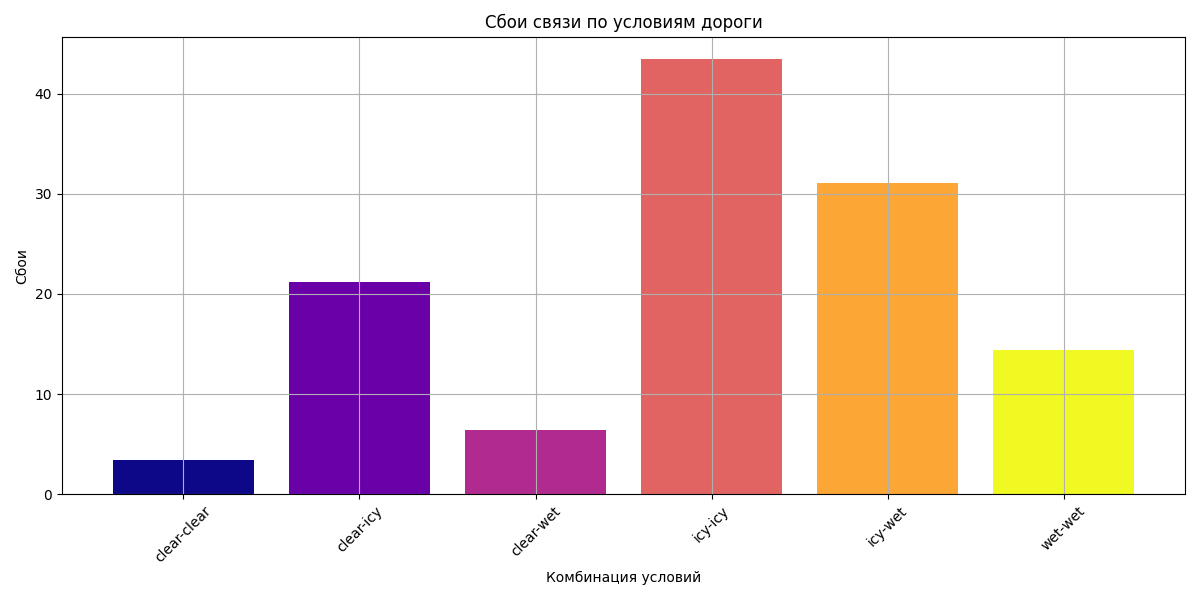 Сбои связи по условиям дороги
Сбои
40
30
20
10
0
clear-clear
clear-icy
clear-wet
icy-icy
icy-wet
wet-wet
Комбинация условий